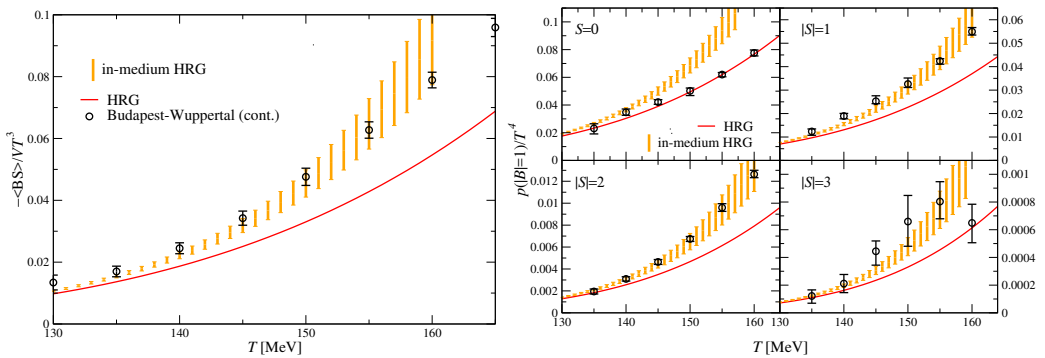 −<BS>/VT³
0.1
0.08
0.06
0.04
0.02
0
in-medium HRG
HRG
Budapest-Wuppertal (cont.)
130 140 150 160
T [MeV]
p(|B|=1)/T⁴
S=0
0.10
0.08
0.06
0.04
0.02
HRG
in-medium HRG
|S|=1
0.06
0.05
0.04
0.03
0.02
0.01
0
|S|=2
0.012
0.010
0.008
0.006
0.004
0.002
0.000
|S|=3
0.001
0.0008
0.0006
0.0004
0.0002
0
130 140 150 160 130 140 150 160
T [MeV]